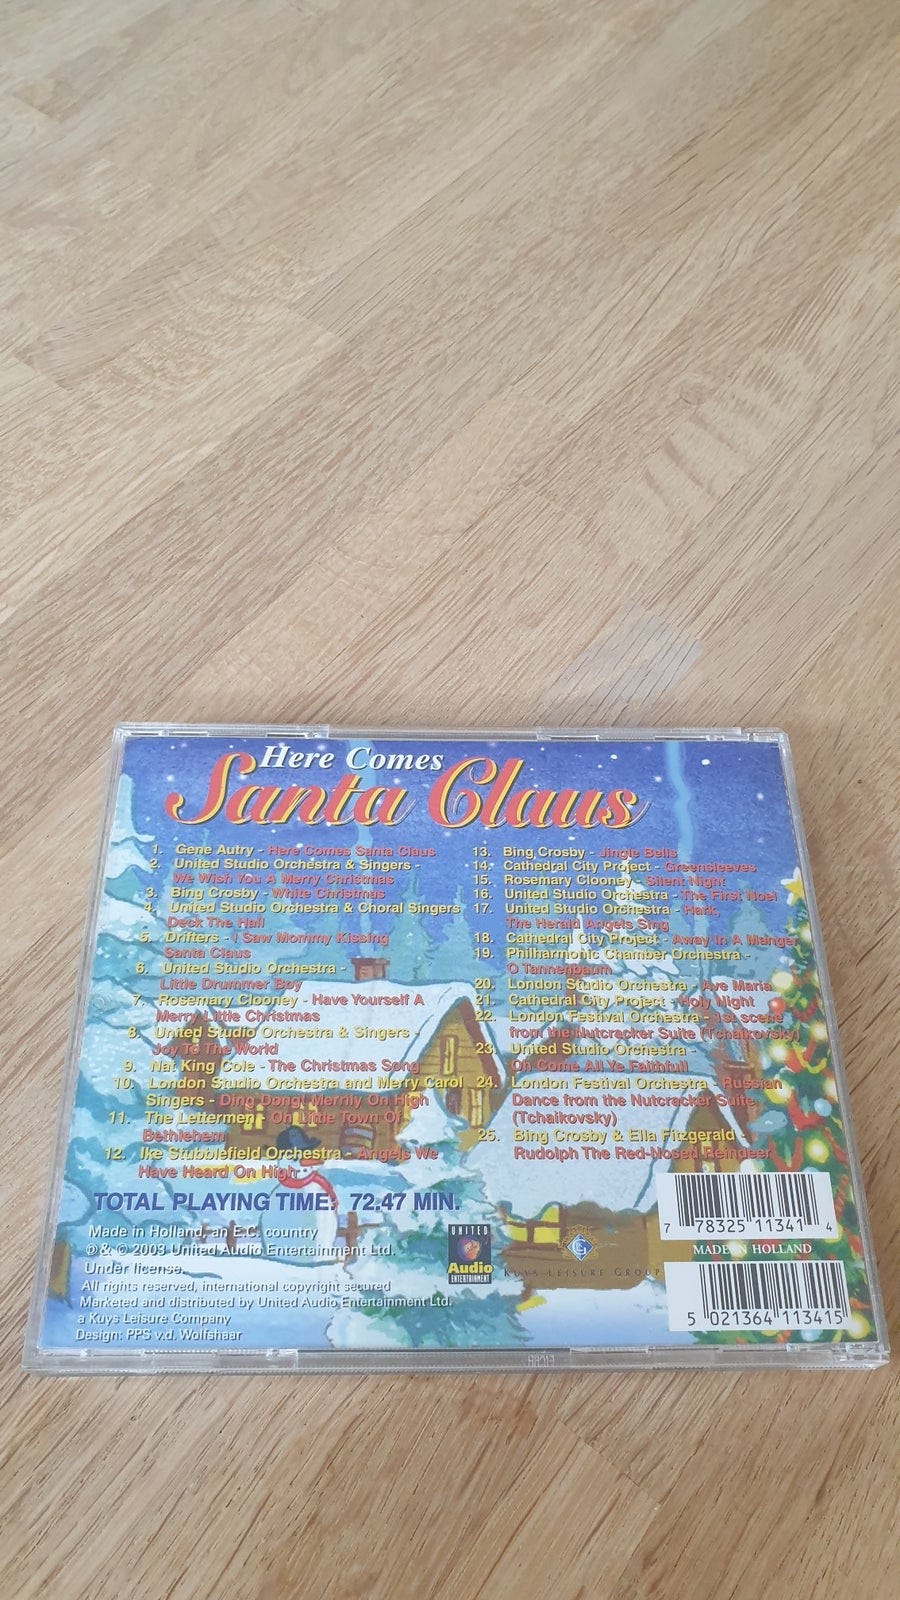 Here Comes
Santa Claus
1. Gene Autry - Here Comes Santa Claus
2. United Studio Orchestra & Singers -
We Wish You A Merry Christmas
3. Bing Crosby - White Christmas
4. United Studio Orchestra & Choral Singers
Deck The Hall
5. Drifters - I Saw Mommy Kissing
Santa Claus
6. United Studio Orchestra -
Little Drummer Boy
7. Rosemary Clooney - Have Yourself A
Merry Little Christmas
8. United Studio Orchestra & Singers -
Joy To The World
9. Nat King Cole - The Christmas Song
10. London Studio Orchestra and Merry Carol
Singers - Ding Dong! Merrily On High
11. The Lettermen - Oh Little Town Of
Bethlehem
12. Ike Stubblefield Orchestra - Angels We
Have Heard On High
13. Bing Crosby - Jingle Bells
14. Cathedral City Project - Greensleeves
15. Rosemary Clooney - Silent Night
16. United Studio Orchestra - The First Noel
17. United Studio Orchestra - Hark,
The Herald Angels Sing
18. Cathedral City Project - Away In A Manger
19. Philharmonic Chamber Orchestra -
O Tannenbaum
20. London Studio Orchestra - Ave Maria
21. Cathedral City Project - Holy Night
22. London Festival Orchestra - 1st scene
from the Nutcracker Suite (Tchaikovsky)
23. United Studio Orchestra -
Oh Come All Ye Faithfull
24. London Festival Orchestra - Russian
Dance from the Nutcracker Suite
(Tchaikovsky)
25. Bing Crosby & Ella Fitzgerald -
Rudolph The Red-Nosed Reindeer
TOTAL PLAYING TIME: 72.47 MIN.
Made in Holland, an E.C. country
℗ & © 2003 United Audio Entertainment Ltd.
Under license.
All rights reserved, international copyright secured
Marketed and distributed by United Audio Entertainment Ltd.
a Kuys Leisure Company
Design: PPS v.d. Wolfshaar
UNITED
Audio
ENTERTAINMENT
KUYS LEISURE GROUP
7 78325 11341 4
MADE IN HOLLAND
5 021364 113415